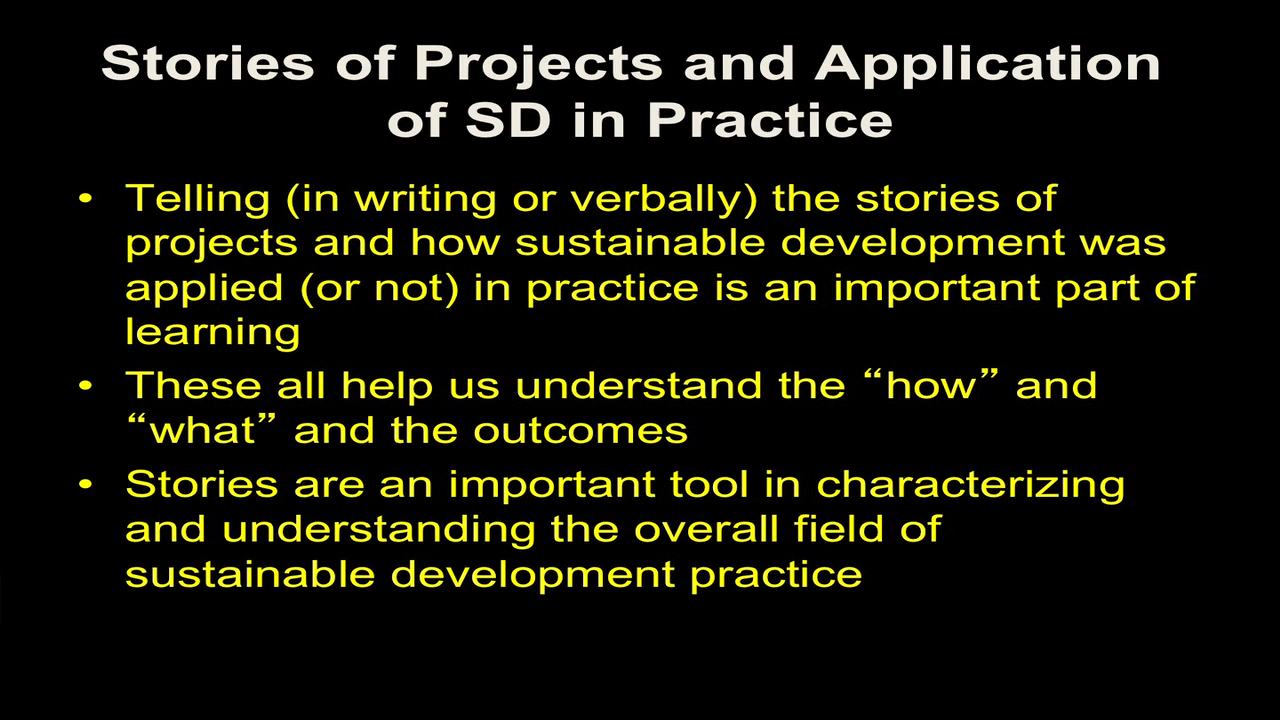 Stories of Projects and Application
of SD in Practice
• Telling (in writing or verbally) the stories of
projects and how sustainable development was
applied (or not) in practice is an important part of
learning
• These all help us understand the “how” and
“what” and the outcomes
• Stories are an important tool in characterizing
and understanding the overall field of
sustainable development practice